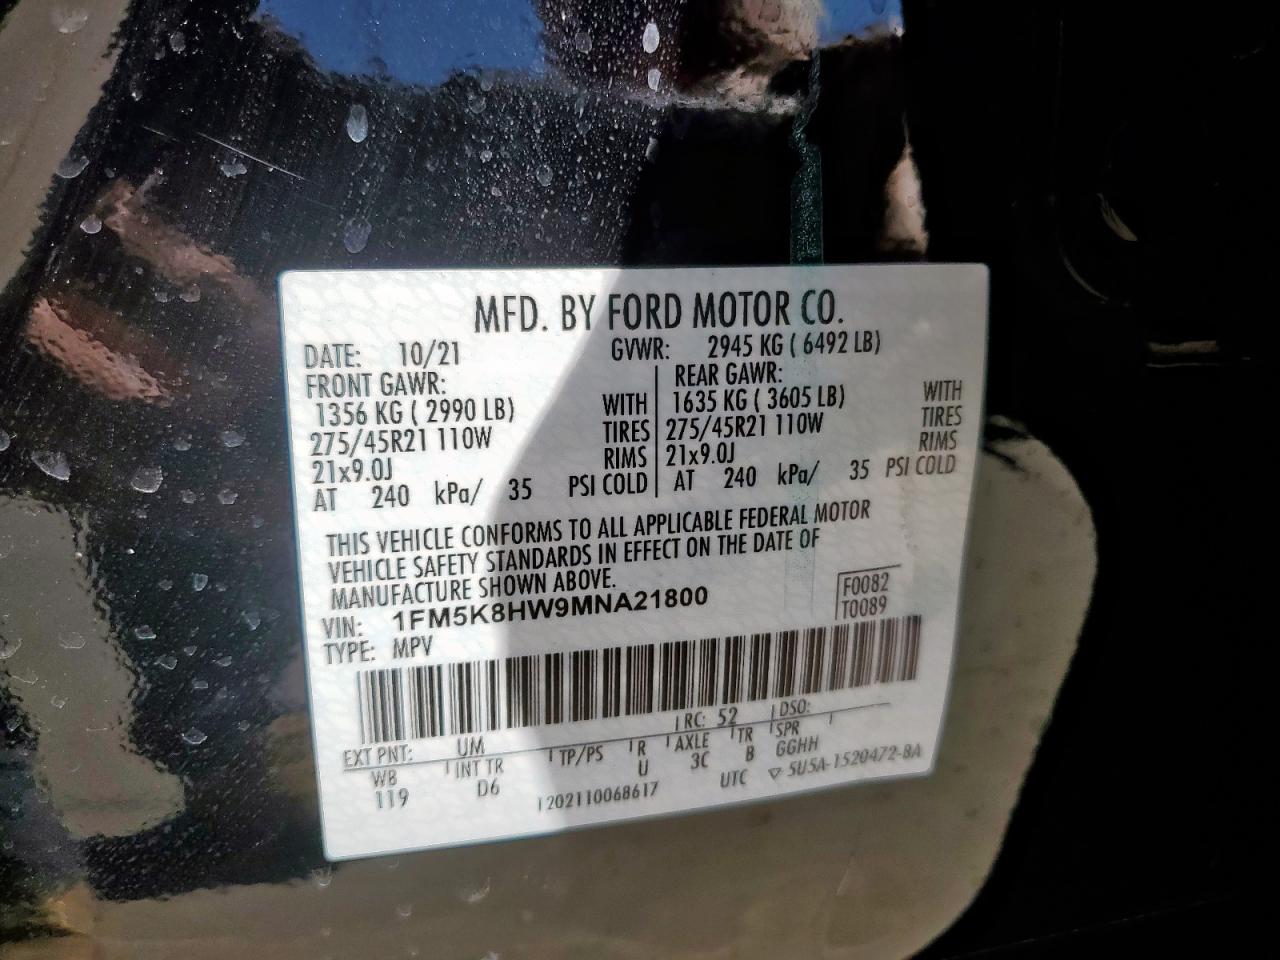 MFD. BY FORD MOTOR CO.
DATE: 10/21 GVWR: 2945 KG ( 6492 LB)
FRONT GAWR: REAR GAWR:
1356 KG ( 2990 LB) WITH 1635 KG ( 3605 LB) WITH
275/45R21 110W TIRES 275/45R21 110W TIRES
21x9.0J RIMS 21x9.0J RIMS
AT 240 kPa/ 35 PSI COLD AT 240 kPa/ 35 PSI COLD
THIS VEHICLE CONFORMS TO ALL APPLICABLE FEDERAL MOTOR
VEHICLE SAFETY STANDARDS IN EFFECT ON THE DATE OF
MANUFACTURE SHOWN ABOVE.
VIN: 1FM5K8HW9MNA21800 F0082
TYPE: MPV T0089
EXT PNT: UM RC: 52 DSO:
WB INT TR TP/PS R AXLE TR SPR
119 D6 U 3C B GGHH
1202110068617 UTC ▽ 5U5A-1520472-8A